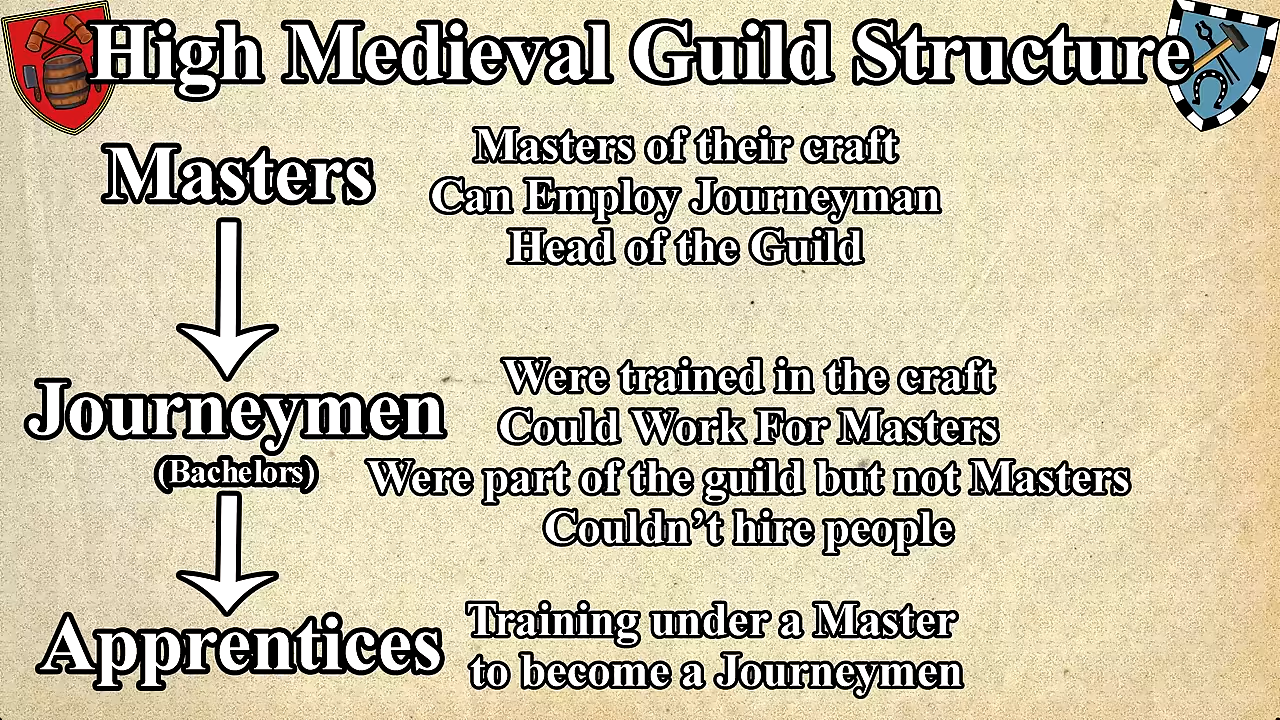 High Medieval Guild Structure
Masters
Masters of their craft
Can Employ Journeyman
Head of the Guild
Journeymen
(Bachelors)
Were trained in the craft
Could Work For Masters
Were part of the guild but not Masters
Couldn’t hire people
Apprentices
Training under a Master
to become a Journeymen